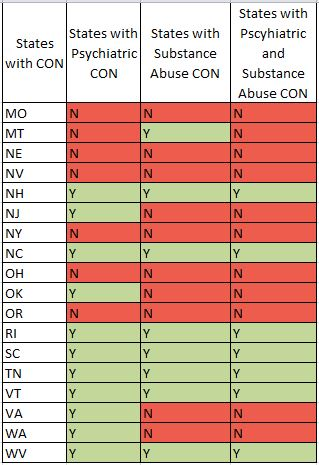 States with CON
States with Psychiatric CON
States with Substance Abuse CON
States with Pscyhiatric and Substance Abuse CON
MO N N N
MT N Y N
NE N N N
NV N N N
NH Y Y Y
NJ Y N N
NY N N N
NC Y Y Y
OH N N N
OK Y N N
OR N N N
RI Y Y Y
SC Y Y Y
TN Y Y Y
VT Y Y Y
VA Y N N
WA Y N N
WV Y Y Y